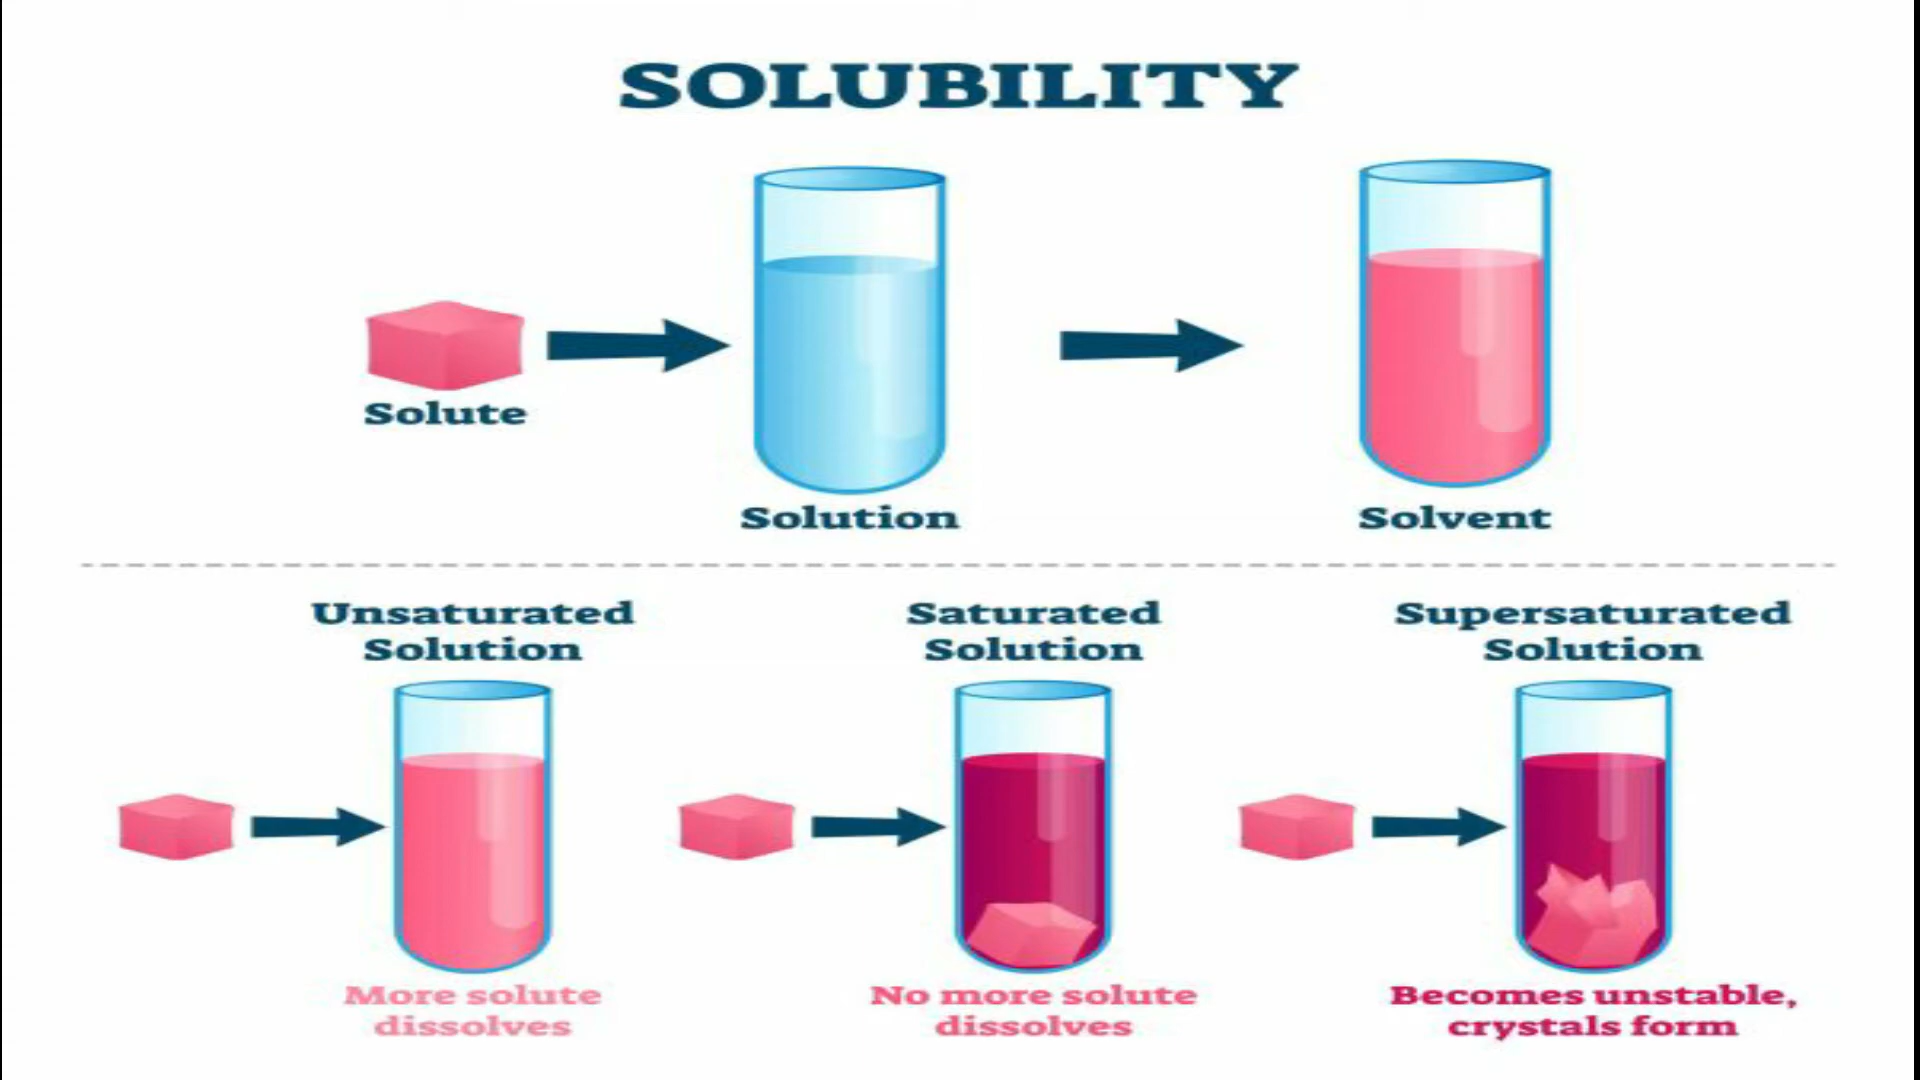 SOLUBILITY
Solute
Solution
Solvent
Unsaturated
Solution
Saturated
Solution
Supersaturated
Solution
More solute
dissolves
No more solute
dissolves
Becomes unstable,
crystals form